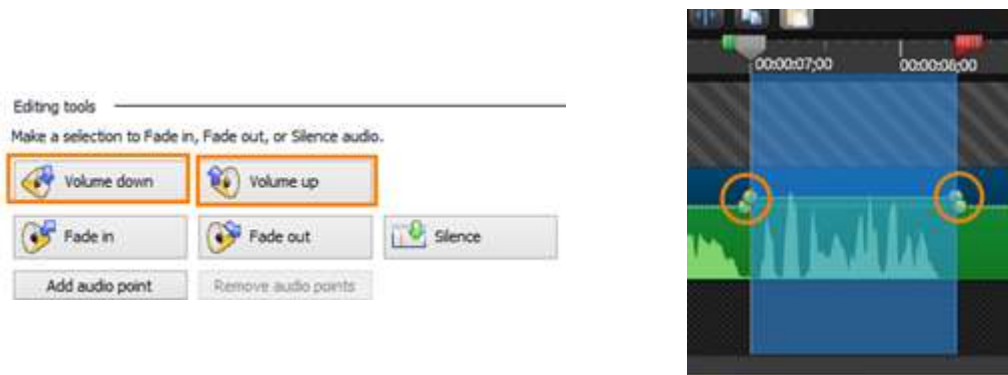 Editing tools
Make a selection to Fade in, Fade out, or Silence audio.
Volume down
Volume up
Fade in
Fade out
Silence
Add audio point
Remove audio points
00:00:07;00
00:00:08;00